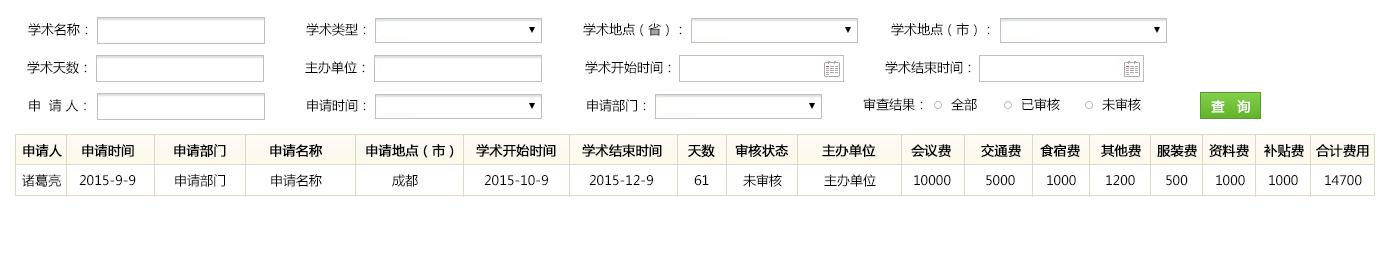 学术名称： 学术类型： 学术地点（省）： 学术地点（市）：
学术天数： 主办单位： 学术开始时间： 学术结束时间：
申 请 人： 申请时间： 申请部门： 审查结果： 全部 已审核 未审核 查 询
申请人 申请时间 申请部门 申请名称 申请地点（市） 学术开始时间 学术结束时间 天数 审核状态 主办单位 会议费 交通费 食宿费 其他费 服装费 资料费 补贴费 合计费用
诸葛亮 2015-9-9 申请部门 申请名称 成都 2015-10-9 2015-12-9 61 未审核 主办单位 10000 5000 1000 1200 500 1000 1000 14700